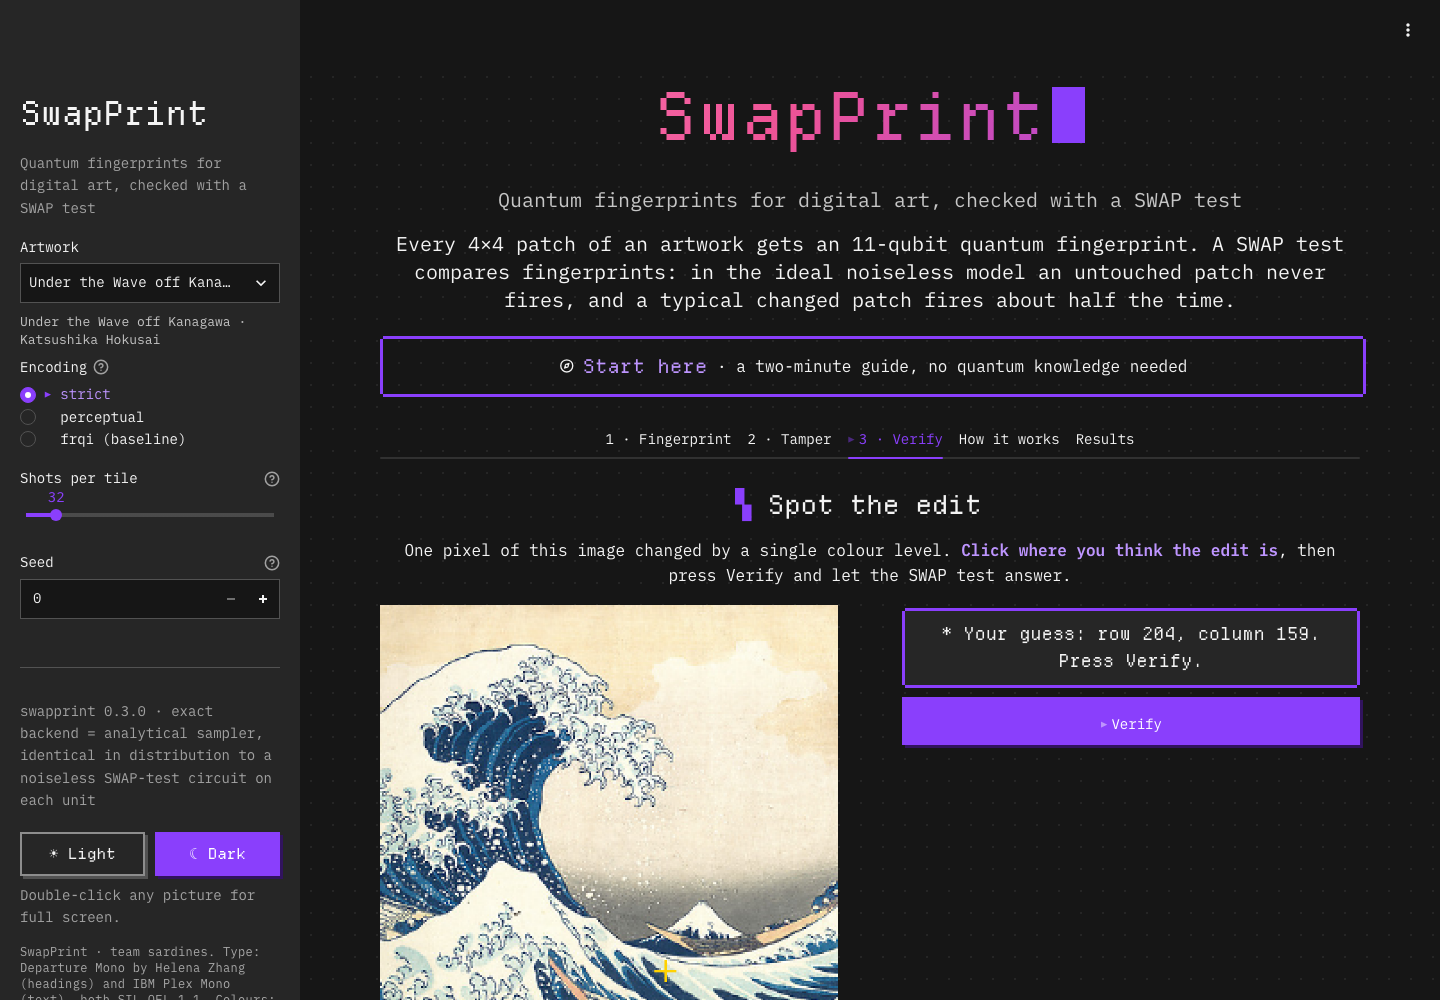 SwapPrint
Quantum fingerprints for
digital art, checked with a
SWAP test
Artwork
Under the Wave off Kana…
Under the Wave off Kanagawa ·
Katsushika Hokusai
Encoding
▸ strict
perceptual
frqi (baseline)
Shots per tile
32
Seed
0
swapprint 0.3.0 · exact
backend = analytical sampler,
identical in distribution to a
noiseless SWAP-test circuit on
each unit
☀ Light
☾ Dark
Double-click any picture for
full screen.
SwapPrint · team sardines. Type:
Departure Mono by Helena Zhang
(headings) and IBM Plex Mono
(text), both SIL OFL 1.1. Colours:
SwapPrint
Quantum fingerprints for digital art, checked with a SWAP test
Every 4×4 patch of an artwork gets an 11-qubit quantum fingerprint. A SWAP test
compares fingerprints: in the ideal noiseless model an untouched patch never
fires, and a typical changed patch fires about half the time.
Start here · a two-minute guide, no quantum knowledge needed
1 · Fingerprint 2 · Tamper ▸3 · Verify How it works Results
Spot the edit
One pixel of this image changed by a single colour level. Click where you think the edit is, then
press Verify and let the SWAP test answer.
* Your guess: row 204, column 159.
Press Verify.
▸Verify